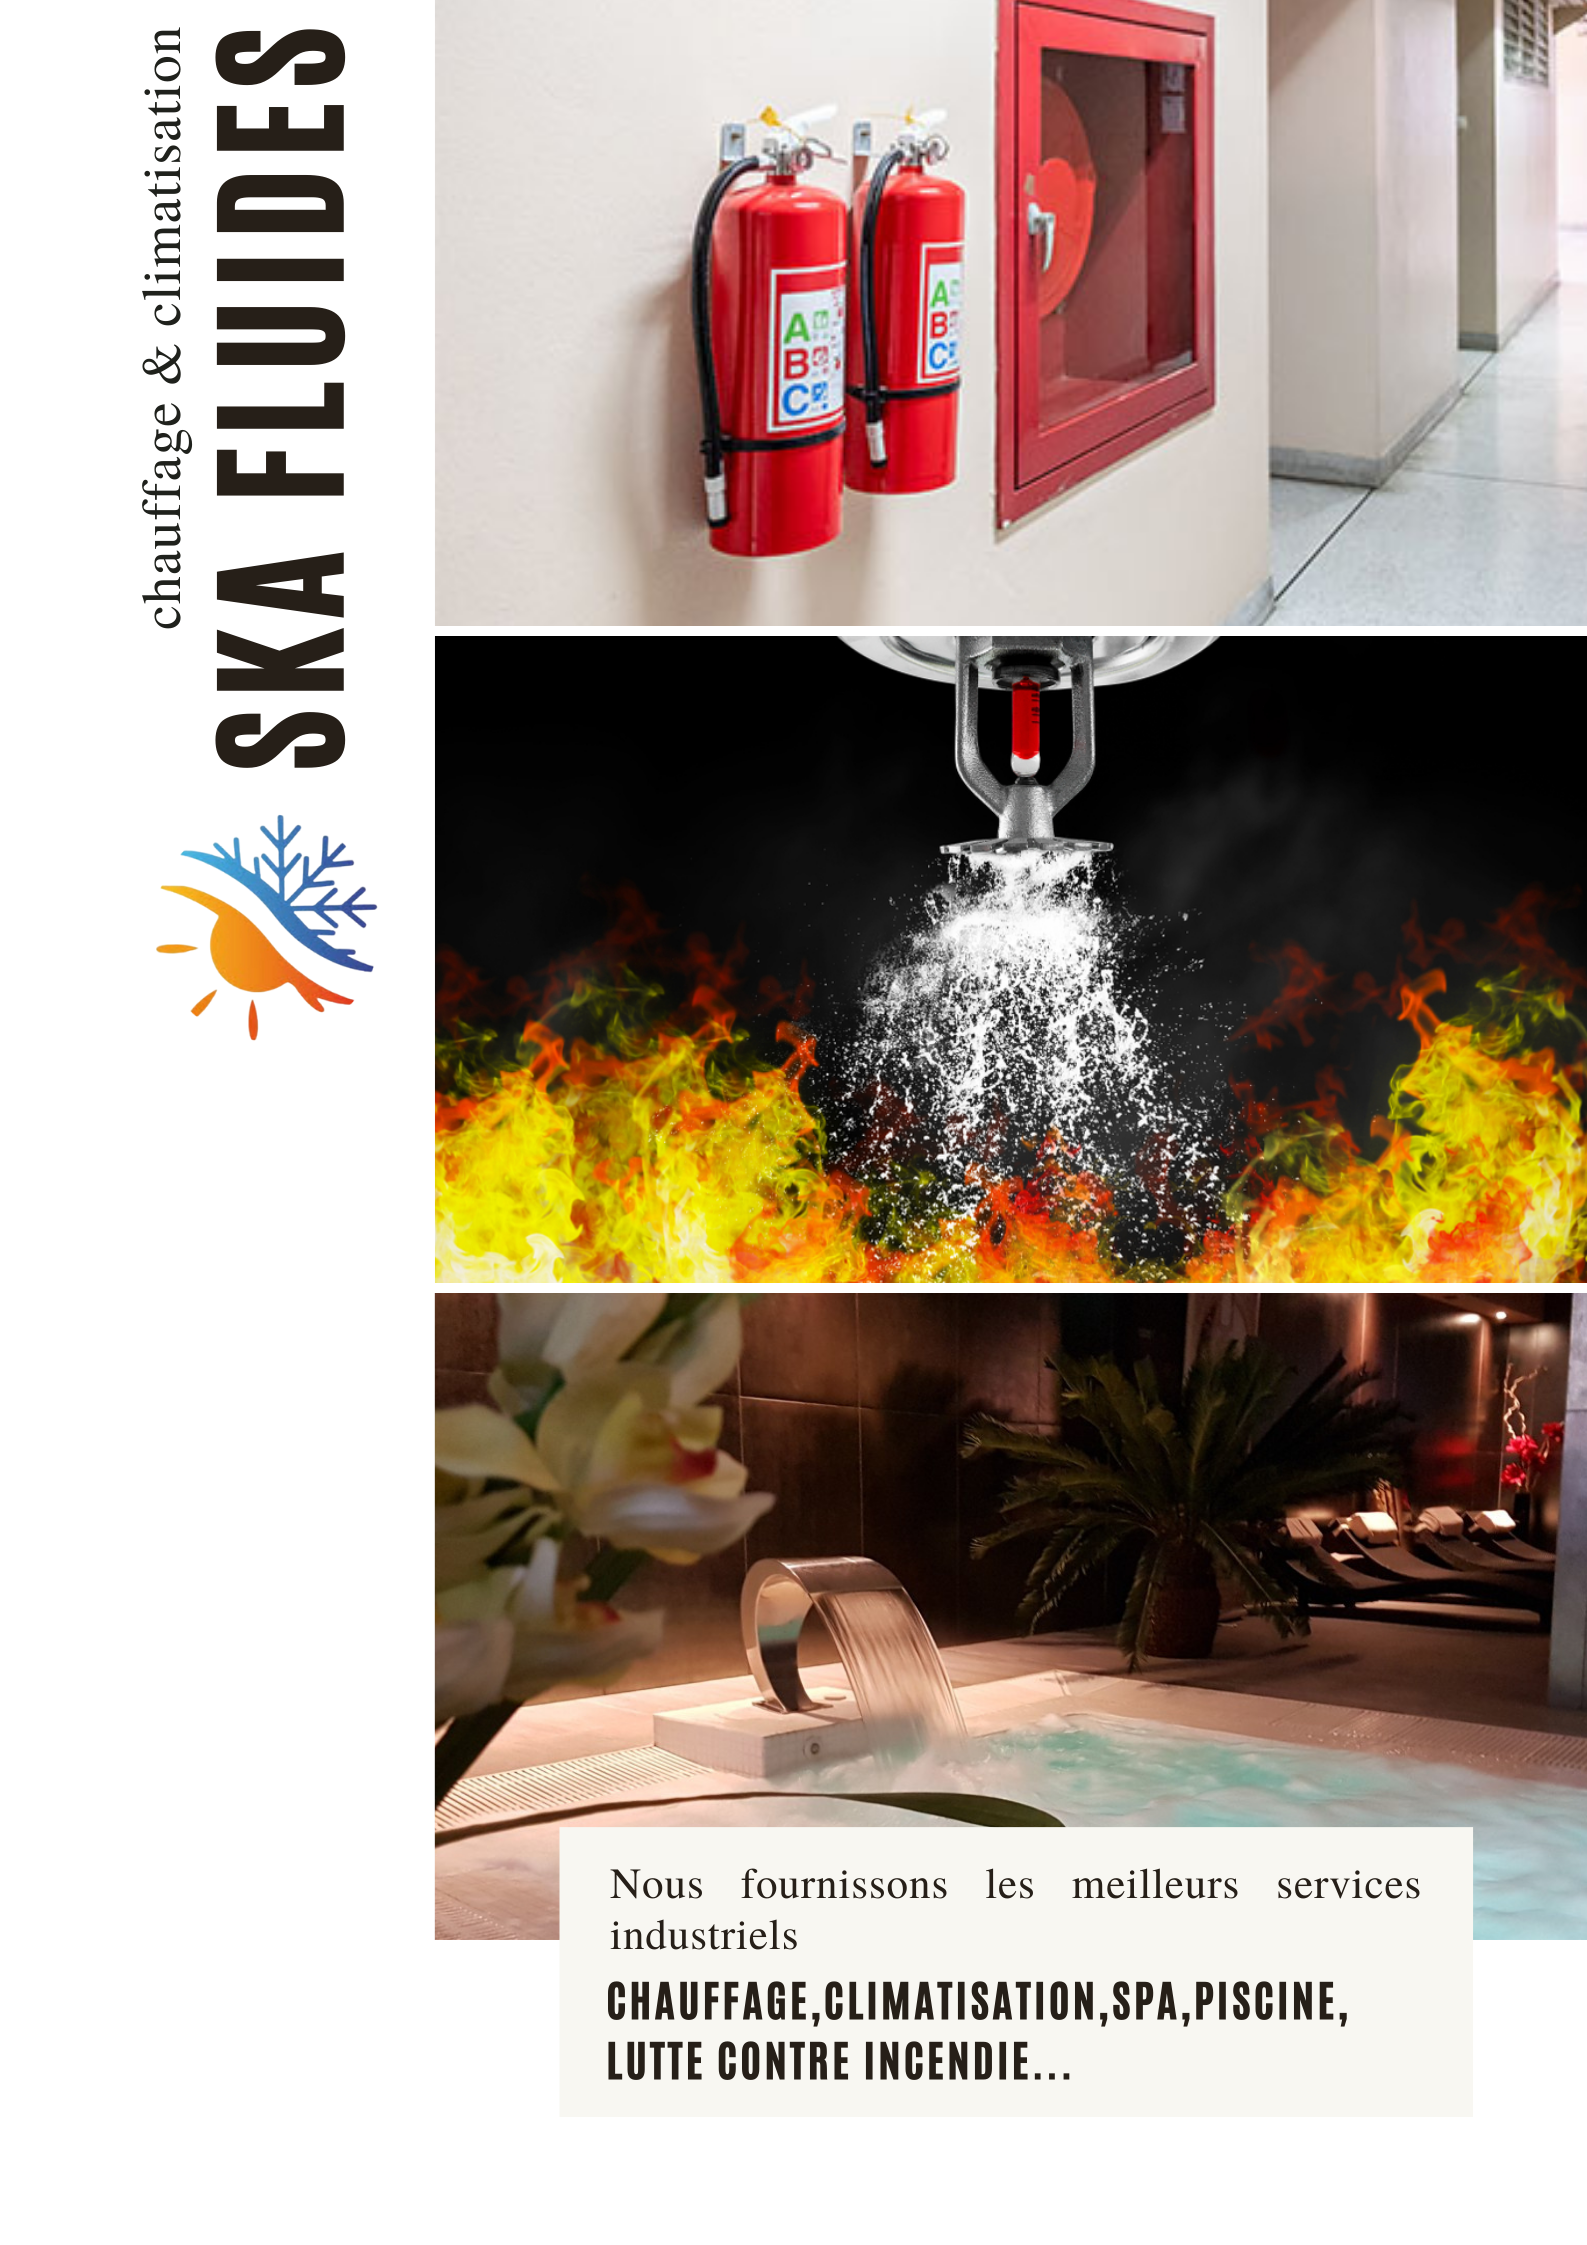 chauffage & climatisation
SKA FLUIDES
A
B
C
A
B
C
Nous fournissons les meilleurs services
industriels
CHAUFFAGE,CLIMATISATION,SPA,PISCINE,
LUTTE CONTRE INCENDIE...